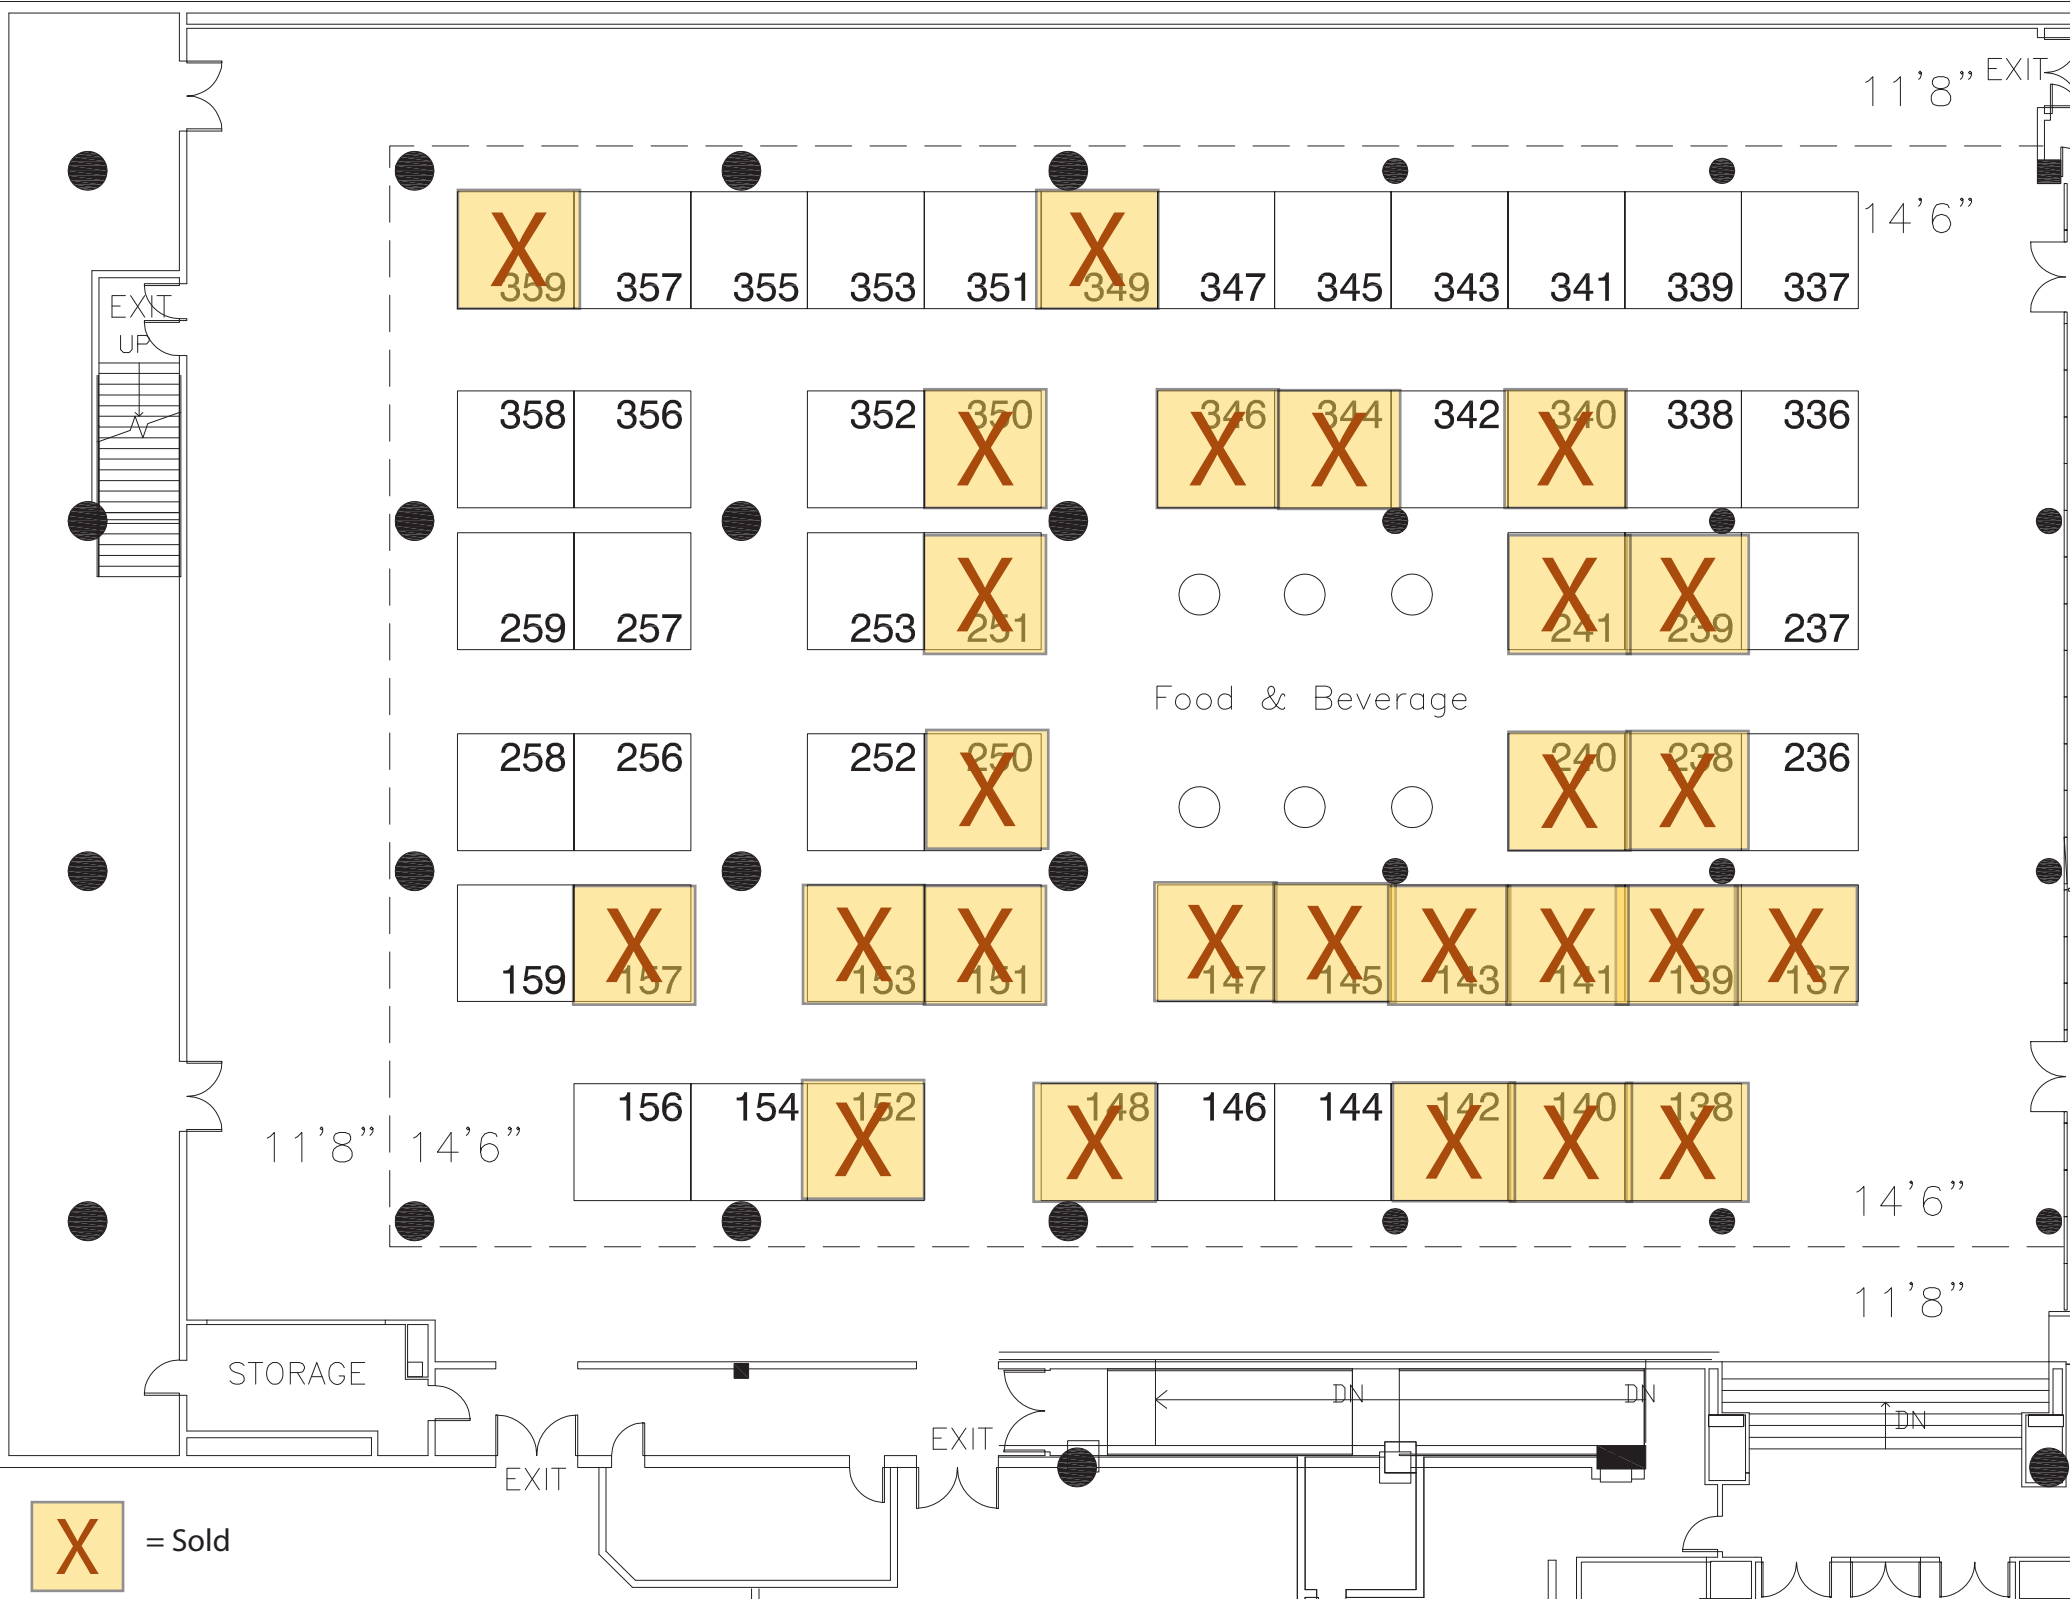 11'8" EXIT
14'6"
X X
359 357 355 353 351 349 347 345 343 341 339 337
EXIT
UP
358 356 352 350 346 344 342 340 338 336
X X X X
X X X
259 257 253 251 241 239 237
Food & Beverage
258 256 252 250 240 238 236
X X X
X X X X X X X X X
159 157 153 151 147 145 143 141 139 137
156 154 152 148 146 144 142 140 138
X X X X X
11'8" 14'6"
14'6"
11'8"
STORAGE
DN DN
DN
EXIT
EXIT
X = Sold